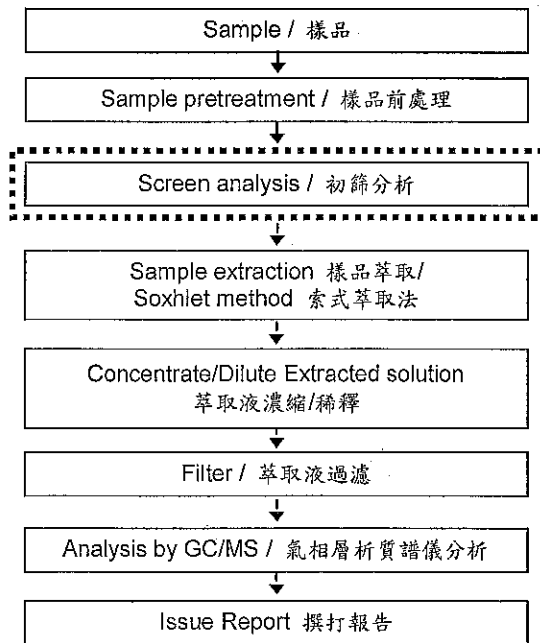 Sample / 樣品
Sample pretreatment / 樣品前處理
Screen analysis / 初篩分析
Sample extraction 樣品萃取/
Soxhlet method 索式萃取法
Concentrate/Dilute Extracted solution
萃取液濃縮/稀釋
Filter / 萃取液過濾
Analysis by GC/MS / 氣相層析質譜儀分析
Issue Report 撰打報告